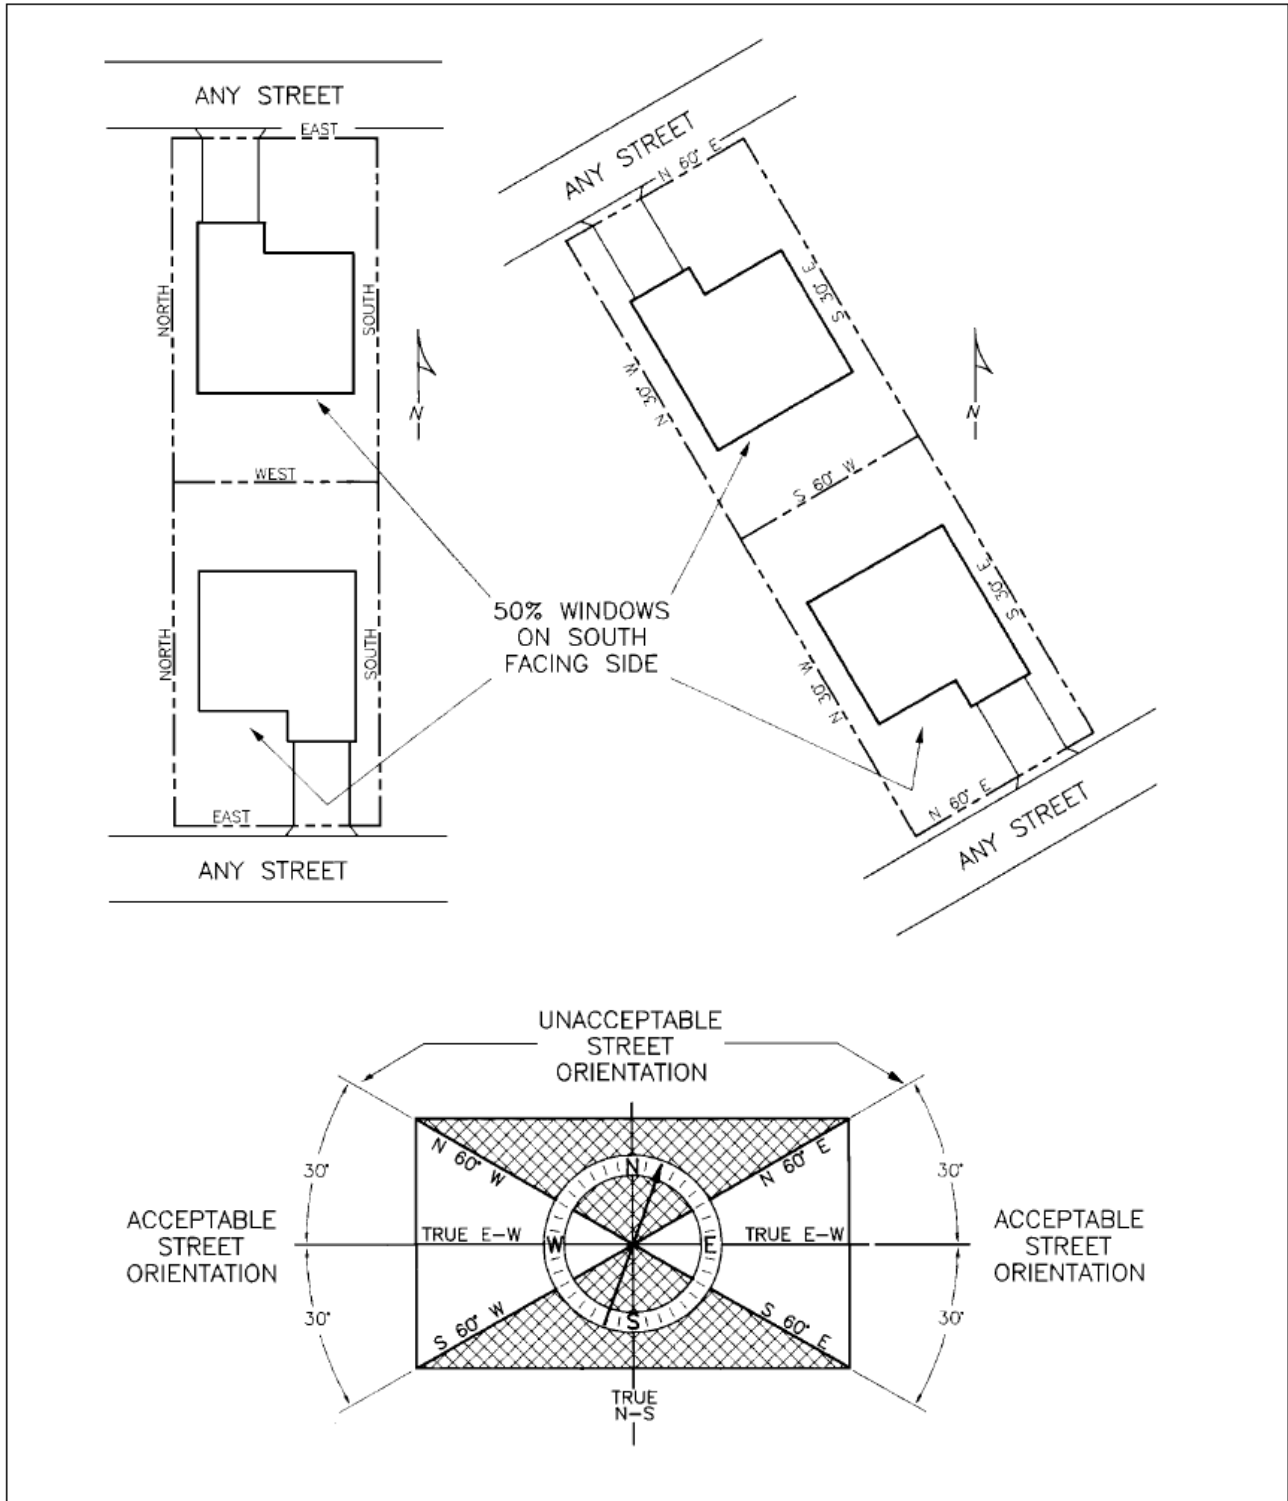 ANY STREET
EAST
NORTH
SOUTH
N
WEST
NORTH
SOUTH
EAST
ANY STREET
ANY STREET
N 60° E
N 30° W
S 30° E
N
S 60° W
N 30° W
S 30° E
N 60° E
ANY STREET
50% WINDOWS
ON SOUTH
FACING SIDE
UNACCEPTABLE
STREET
ORIENTATION
30°
30°
N 60° W
N
N 60° E
ACCEPTABLE
STREET
ORIENTATION
TRUE E-W
W
E
TRUE E-W
ACCEPTABLE
STREET
ORIENTATION
30°
30°
S 60° W
S
S 60° E
TRUE
N-S